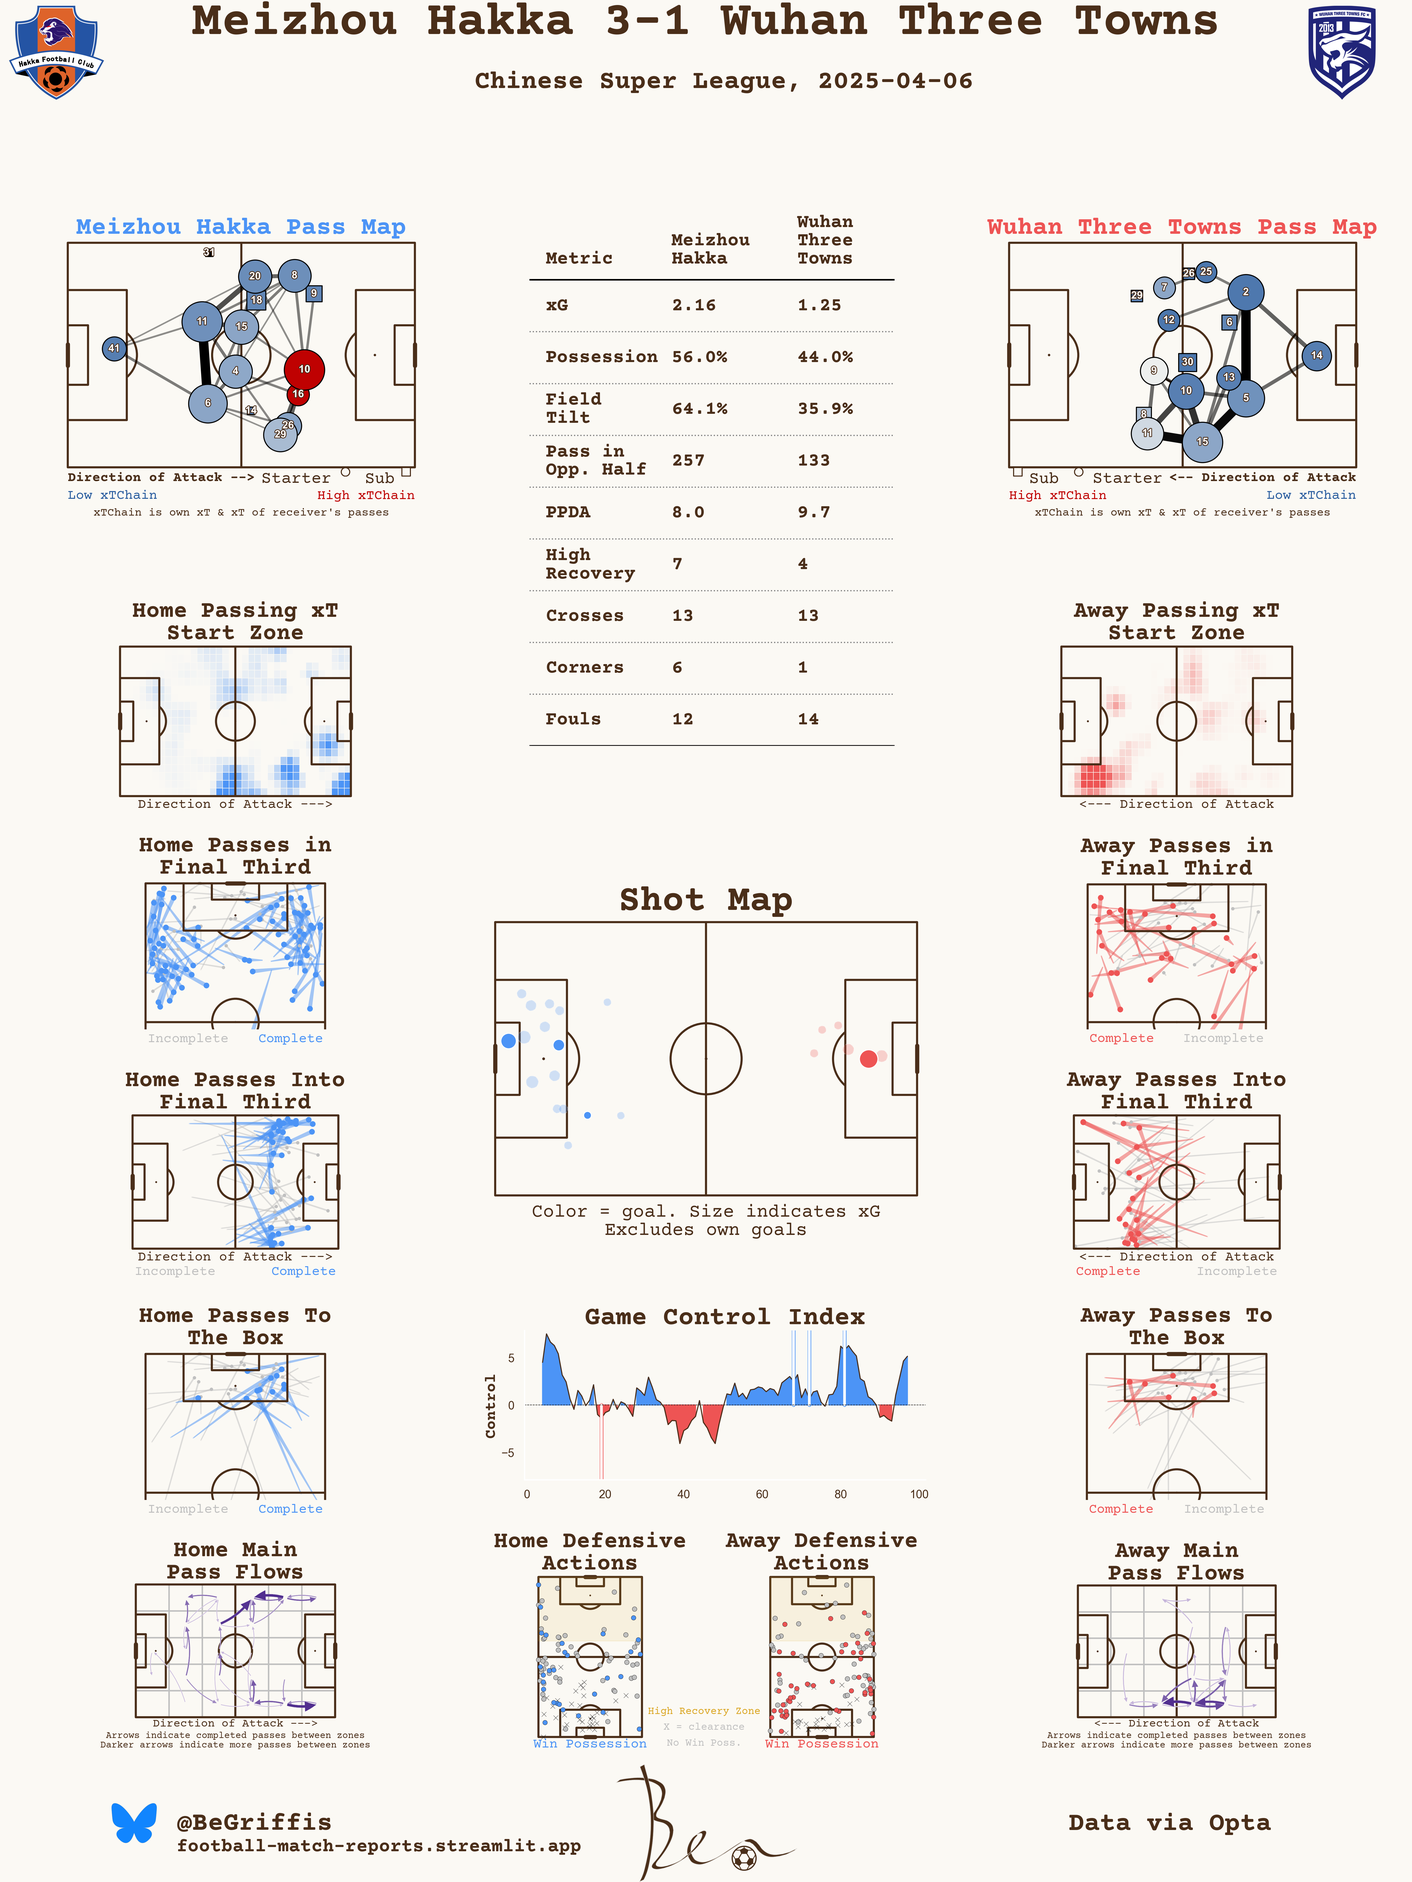 Meizhou Hakka 3-1 Wuhan Three Towns
Chinese Super League, 2025-04-06
Hakka Football Club
WUHAN THREE TOWNS FC
2013
Meizhou Hakka Pass Map
31
20
8
9
18
11
15
41
4
10
16
6
14
26
29
Direction of Attack --> Starter Sub
Low xTChain High xTChain
xTChain is own xT & xT of receiver's passes
Metric Meizhou Hakka Wuhan Three Towns
xG 2.16 1.25
Possession 56.0% 44.0%
Field Tilt 64.1% 35.9%
Pass in Opp. Half 257 133
PPDA 8.0 9.7
High Recovery 7 4
Crosses 13 13
Corners 6 1
Fouls 12 14
Wuhan Three Towns Pass Map
26
25
7
29
2
12
6
30
14
9
13
10
5
8
11
15
Sub Starter <-- Direction of Attack
High xTChain Low xTChain
xTChain is own xT & xT of receiver's passes
Home Passing xT
Start Zone
Direction of Attack --->
Away Passing xT
Start Zone
<--- Direction of Attack
Home Passes in
Final Third
Incomplete Complete
Shot Map
Color = goal. Size indicates xG
Excludes own goals
Away Passes in
Final Third
Complete Incomplete
Home Passes Into
Final Third
Direction of Attack --->
Incomplete Complete
Away Passes Into
Final Third
<--- Direction of Attack
Complete Incomplete
Home Passes To
The Box
Incomplete Complete
Game Control Index
Control
5
0
−5
0 20 40 60 80 100
Away Passes To
The Box
Complete Incomplete
Home Main
Pass Flows
Direction of Attack --->
Arrows indicate completed passes between zones
Darker arrows indicate more passes between zones
Home Defensive
Actions
Win Possession
Away Defensive
Actions
Win Possession
High Recovery Zone
X = clearance
No Win Poss.
Away Main
Pass Flows
<--- Direction of Attack
Arrows indicate completed passes between zones
Darker arrows indicate more passes between zones
@BeGriffis
football-match-reports.streamlit.app
Ben
Data via Opta